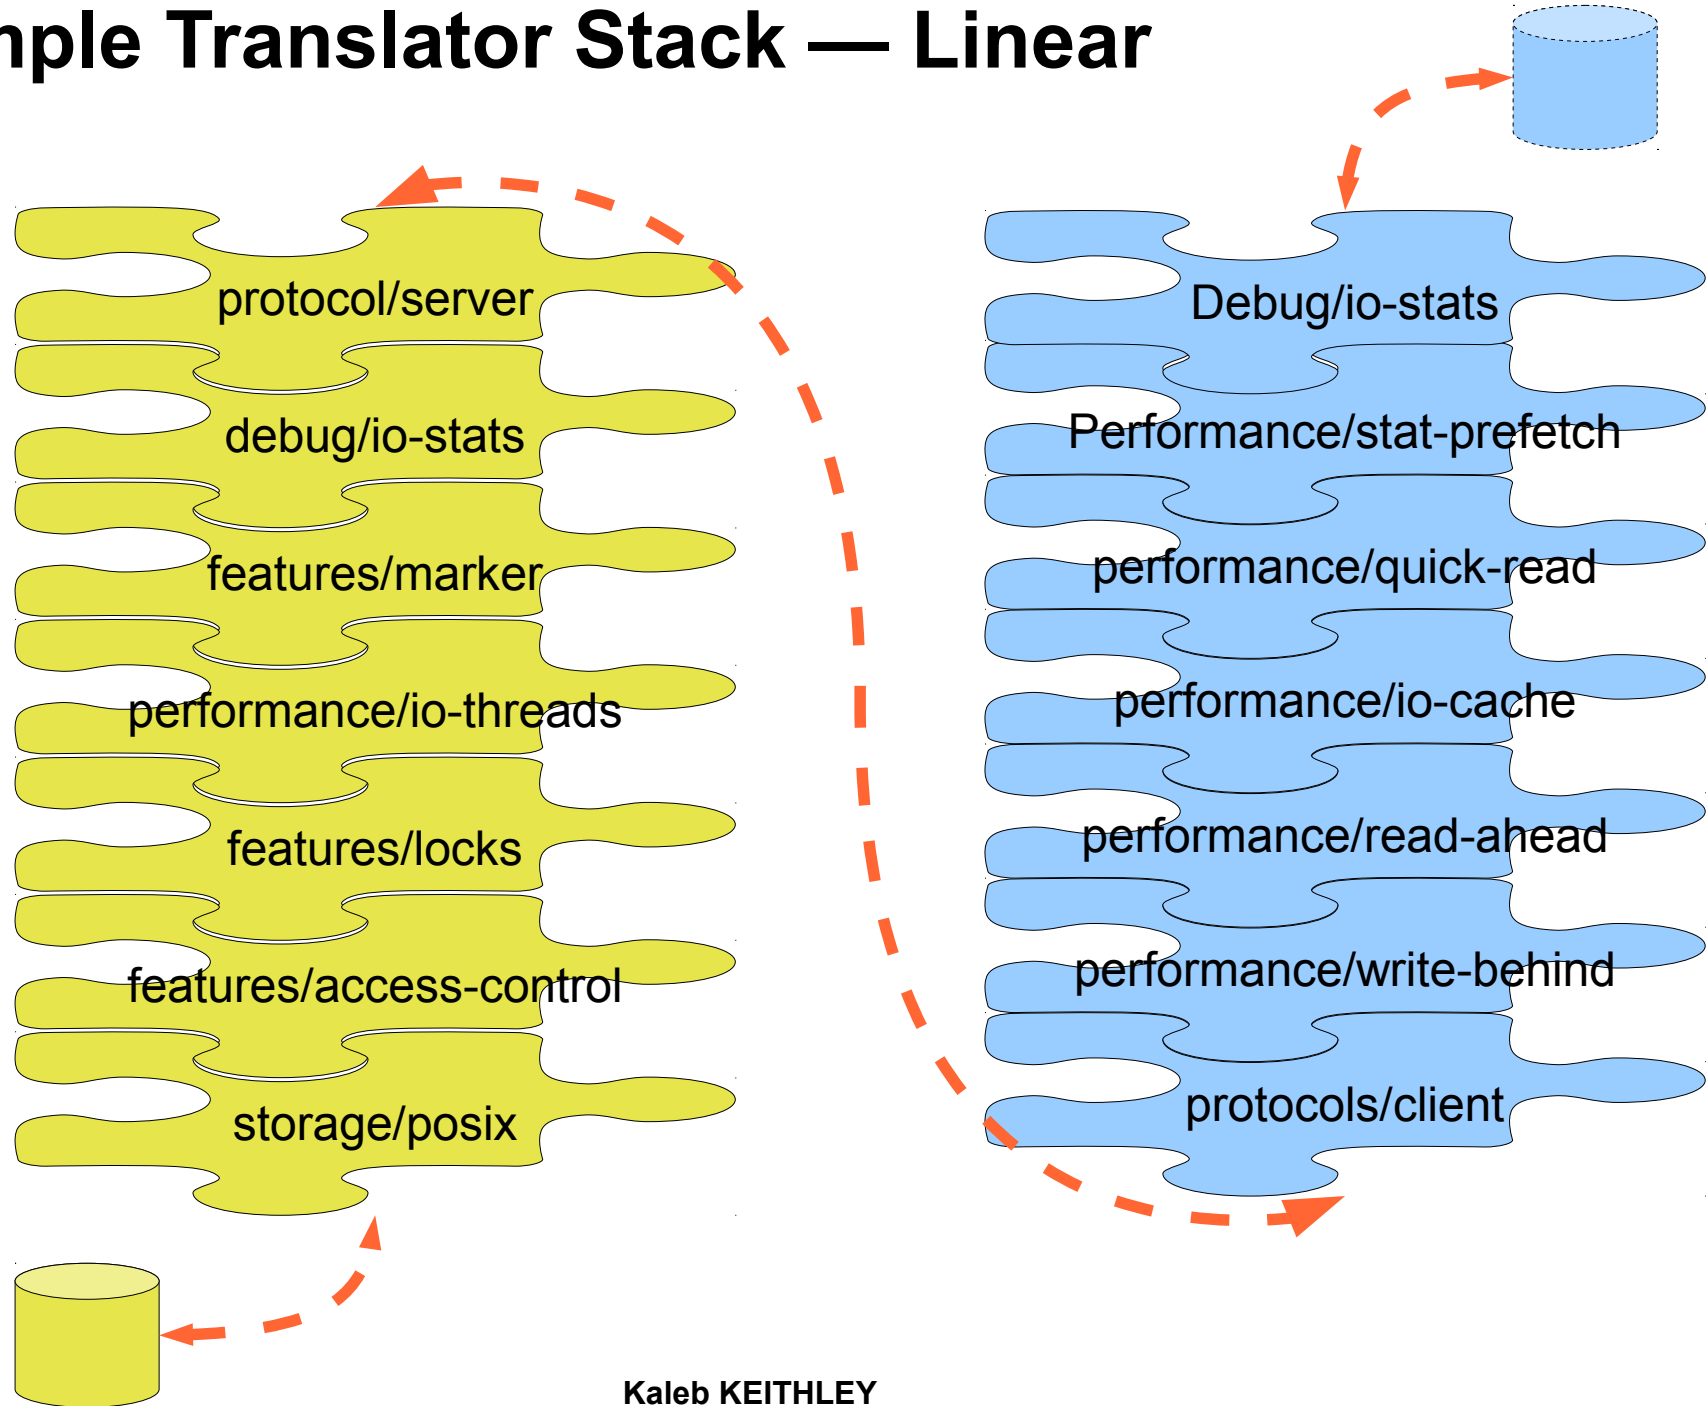 mple Translator Stack — Linear
protocol/server
debug/io-stats
features/marker
performance/io-threads
features/locks
features/access-control
storage/posix
Debug/io-stats
Performance/stat-prefetch
performance/quick-read
performance/io-cache
performance/read-ahead
performance/write-behind
protocols/client
Kaleb KEITHLEY